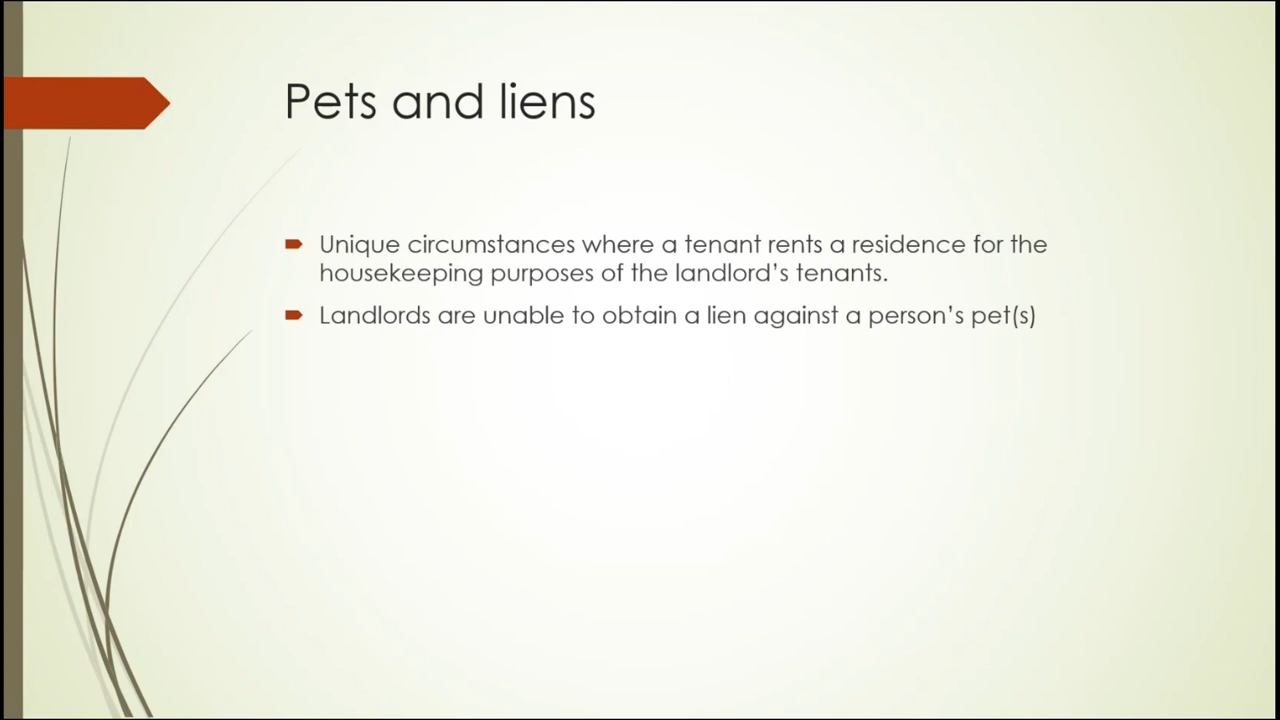 Pets and liens
Unique circumstances where a tenant rents a residence for the
housekeeping purposes of the landlord’s tenants.
Landlords are unable to obtain a lien against a person’s pet(s)